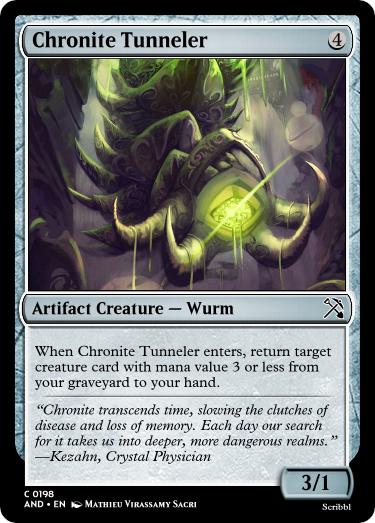 Chronite Tunneler 4
Artifact Creature — Wurm
When Chronite Tunneler enters, return target
creature card with mana value 3 or less from
your graveyard to your hand.
“Chronite transcends time, slowing the clutches of
disease and loss of memory. Each day our search
for it takes us into deeper, more dangerous realms.”
—Kezahn, Crystal Physician
3/1
C 0198
AND • EN Mathieu Virassamy Sacri
Scribbl